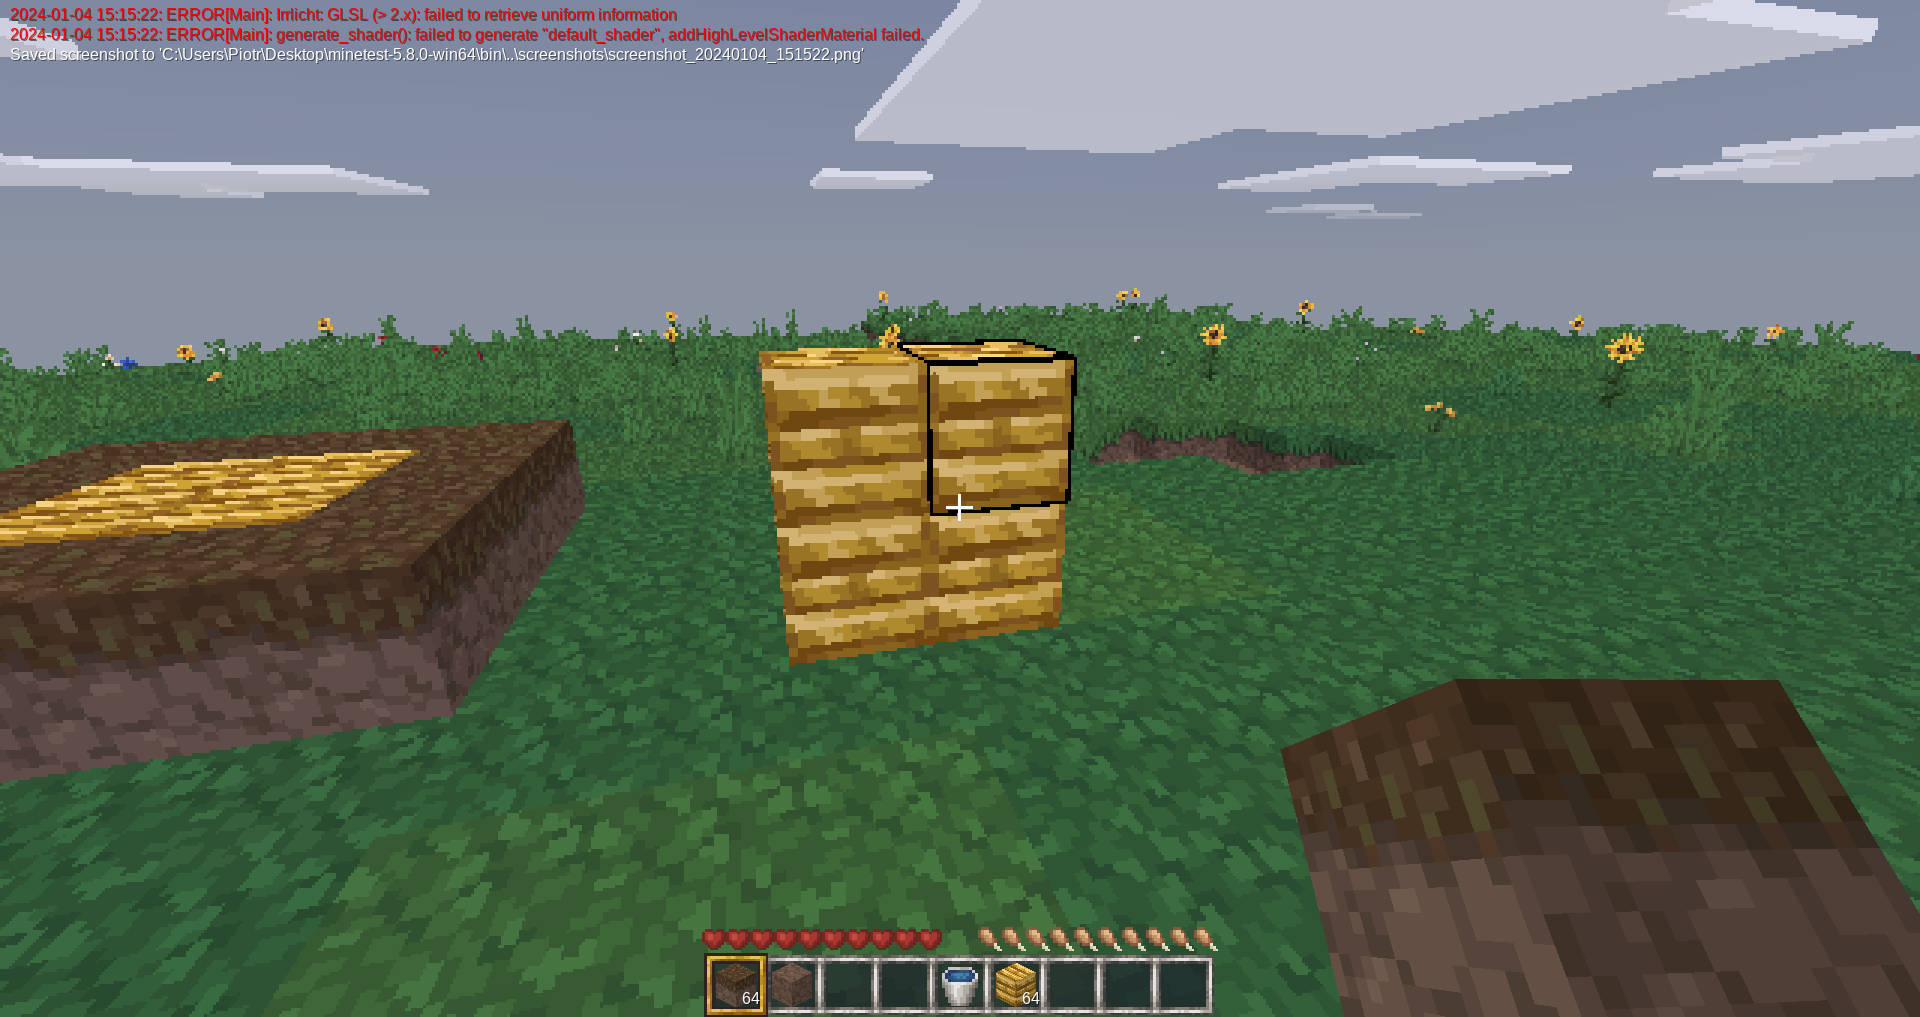 2024-01-04 15:15:22: ERROR[Main]: Irrlicht: GLSL (> 2.x): failed to retrieve uniform information
2024-01-04 15:15:22: ERROR[Main]: generate_shader(): failed to generate "default_shader", addHighLevelShaderMaterial failed.
Saved screenshot to 'C:\Users\Piotr\Desktop\minetest-5.8.0-win64\bin\..\screenshots\screenshot_20240104_151522.png'
64 64